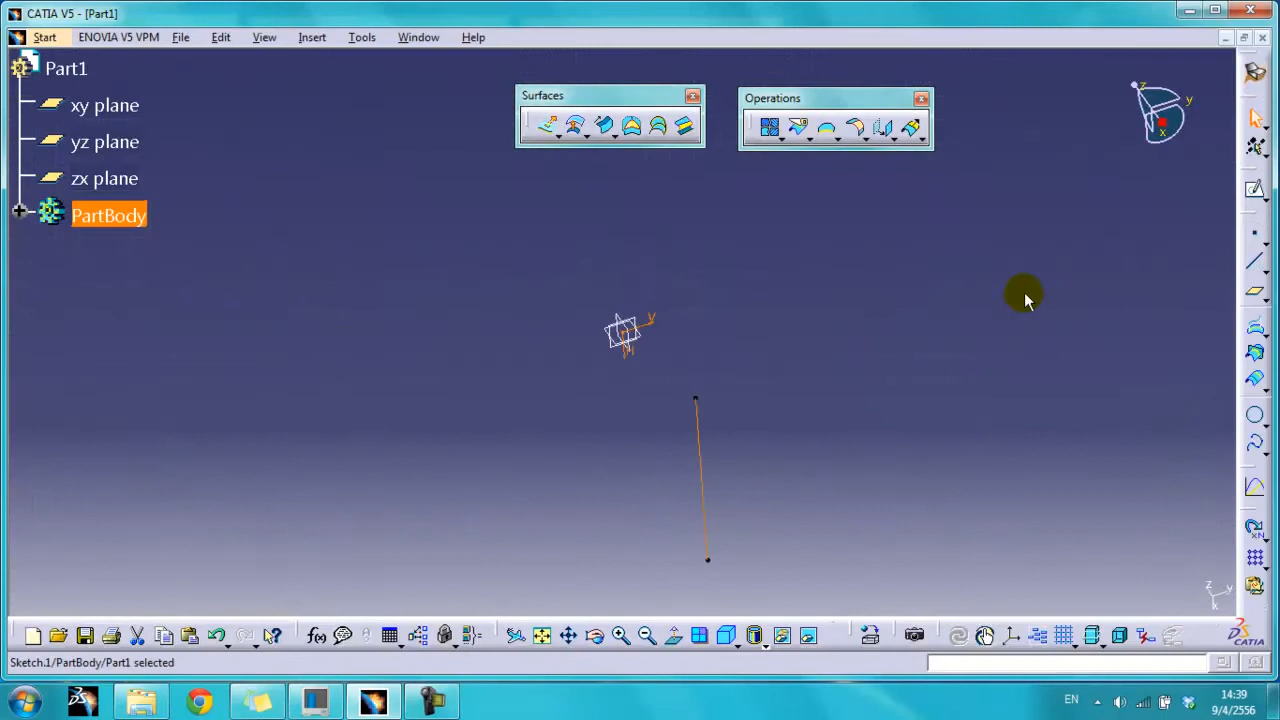 CATIA V5 - [Part1]
Start ENOVIA V5 VPM File Edit View Insert Tools Window Help
Part1
xy plane
yz plane
zx plane
PartBody
Surfaces
Operations
z
y
x
y
z
y
x
f(x)
CATIA
Sketch.1/PartBody/Part1 selected
EN
14:39
9/4/2556